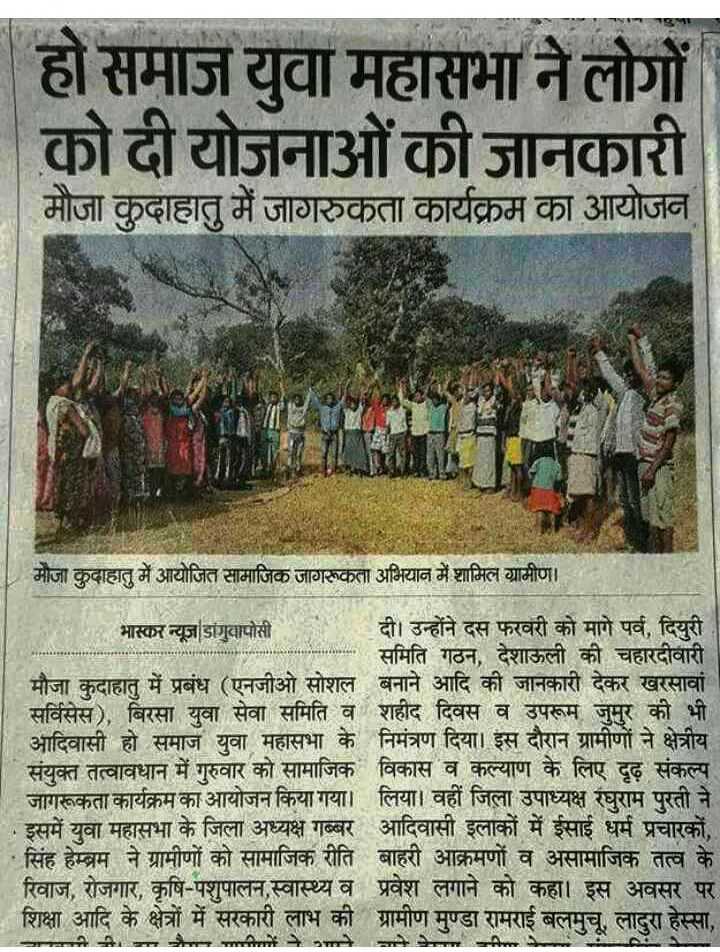 हो समाज युवा महासभा ने लोगों
को दी योजनाओं की जानकारी
मौजा कुदाहातु में जागरुकता कार्यक्रम का आयोजन
मौजा कुदाहातु में आयोजित सामाजिक जागरूकता अभियान में शामिल ग्रामीण।
भास्कर न्यूज|डांगुवापोसी
मौजा कुदाहातु में प्रबंध (एनजीओ सोशल
सर्विसेस), बिरसा युवा सेवा समिति व
आदिवासी हो समाज युवा महासभा के
संयुक्त तत्वावधान में गुरुवार को सामाजिक
जागरूकता कार्यक्रम का आयोजन किया गया।
इसमें युवा महासभा के जिला अध्यक्ष गब्बर
सिंह हेम्ब्रम ने ग्रामीणों को सामाजिक रीति
रिवाज, रोजगार, कृषि-पशुपालन,स्वास्थ्य व
शिक्षा आदि के क्षेत्रों में सरकारी लाभ की
दी। उन्होंने दस फरवरी को मागे पर्व, दियुरी
समिति गठन, देशाऊली की चहारदीवारी
बनाने आदि की जानकारी देकर खरसावां
शहीद दिवस व उपरूम जुमुर की भी
निमंत्रण दिया। इस दौरान ग्रामीणों ने क्षेत्रीय
विकास व कल्याण के लिए दृढ़ संकल्प
लिया। वहीं जिला उपाध्यक्ष रघुराम पुरती ने
आदिवासी इलाकों में ईसाई धर्म प्रचारकों,
बाहरी आक्रमणों व असामाजिक तत्व के
प्रवेश लगाने को कहा। इस अवसर पर
ग्रामीण मुण्डा रामराई बलमुचू, लादुरा हेस्सा,